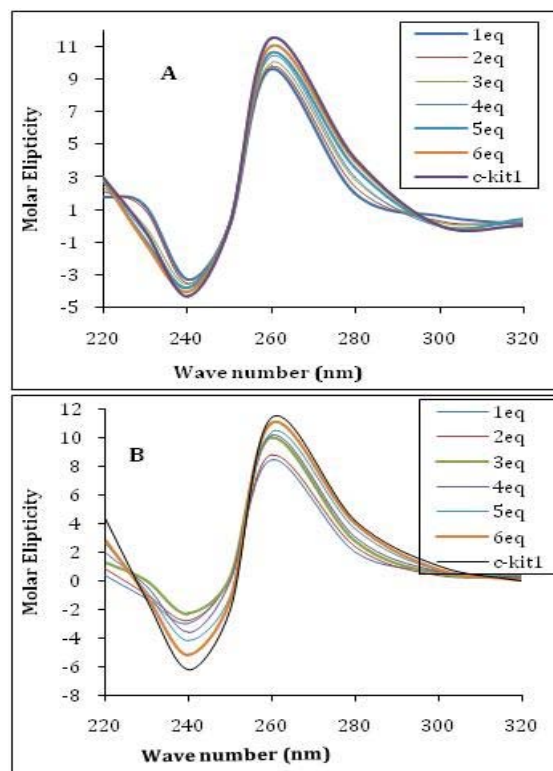 A
1eq
2eq
3eq
4eq
5eq
6eq
c-kit1
Molar Elipticity
11
9
7
5
3
1
-1
-3
-5
220 240 260 280 300 320
Wave number (nm)
B
1eq
2eq
3eq
4eq
5eq
6eq
c-kit1
Molar Elipticity
12
10
8
6
4
2
0
-2
-4
-6
-8
220 240 260 280 300 320
Wave number (nm)